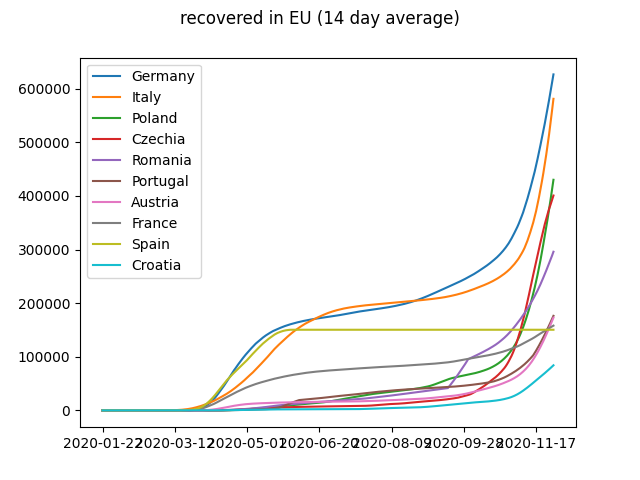 recovered in EU (14 day average)
Germany
Italy
Poland
Czechia
Romania
Portugal
Austria
France
Spain
Croatia
600000
500000
400000
300000
200000
100000
0
2020-01-22 2020-03-12 2020-05-01 2020-06-20 2020-08-09 2020-09-28 2020-11-17